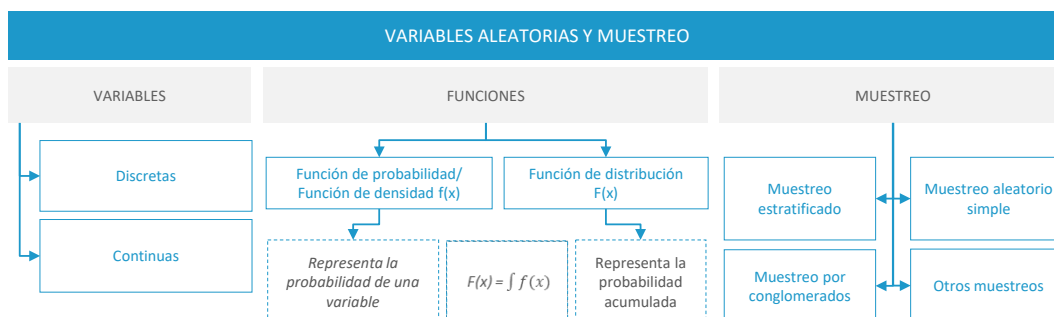 VARIABLES ALEATORIAS Y MUESTREO
VARIABLES
FUNCIONES
MUESTREO
Discretas
Continuas
Función de probabilidad/
Función de densidad f(x)
Función de distribución
F(x)
Representa la
probabilidad de una
variable
F(x) = ∫ f(x)
Representa la
probabilidad
acumulada
Muestreo
estratificado
Muestreo aleatorio
simple
Muestreo por
conglomerados
Otros muestreos